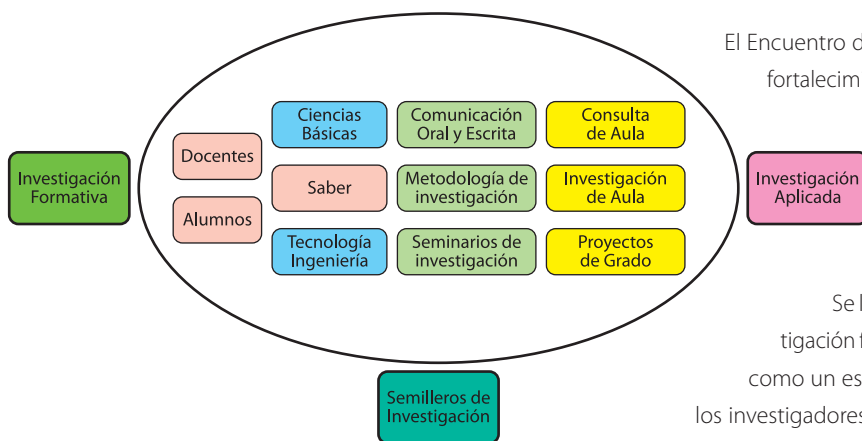 El Encuentro d
fortalecim
Ciencias
Básicas
Comunicación
Oral y Escrita
Consulta
de Aula
Docentes
Alumnos
Saber
Metodología de
investigación
Investigación
de Aula
Tecnología
Ingeniería
Seminarios de
investigación
Proyectos
de Grado
Investigación
Formativa
Investigación
Aplicada
Semilleros de
Investigación
Se l
tigación f
como un es
los investigadores